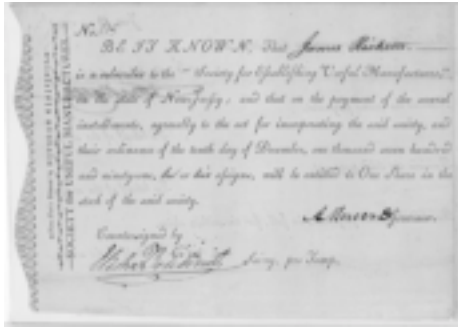 No.
BE IT KNOWN, That James
is a subscriber to the Society for Establishing Useful Manufactures,
in the state of New-Jersey; and that on the payment of the several
instalments, agreeably to the act for incorporating the said society, and
their ordinance of the tenth day of December, one thousand seven hundred
and ninety-one, he or his assigns, will be entitled to One Share in the
stock of the said society.
Governor.
Countersigned by
Secry. pro Temp.
SOCIETY for USEFUL MANUFACTURES